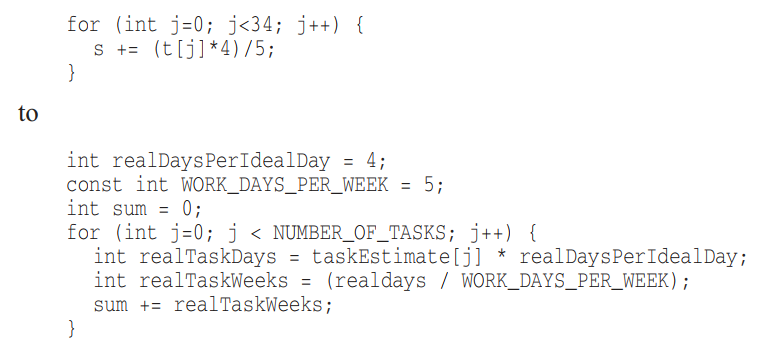 for (int j=0; j<34; j++) {
s += (t[j]*4)/5;
}
to
int realDaysPerIdealDay = 4;
const int WORK_DAYS_PER_WEEK = 5;
int sum = 0;
for (int j=0; j < NUMBER_OF_TASKS; j++) {
int realTaskDays = taskEstimate[j] * realDaysPerIdealDay;
int realTaskWeeks = (realdays / WORK_DAYS_PER_WEEK);
sum += realTaskWeeks;
}